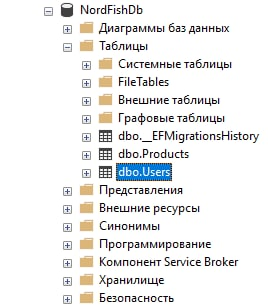 NordFishDb
Диаграммы баз данных
Таблицы
Системные таблицы
FileTables
Внешние таблицы
Графовые таблицы
dbo.__EFMigrationsHistory
dbo.Products
dbo.Users
Представления
Внешние ресурсы
Синонимы
Программирование
Компонент Service Broker
Хранилище
Безопасность